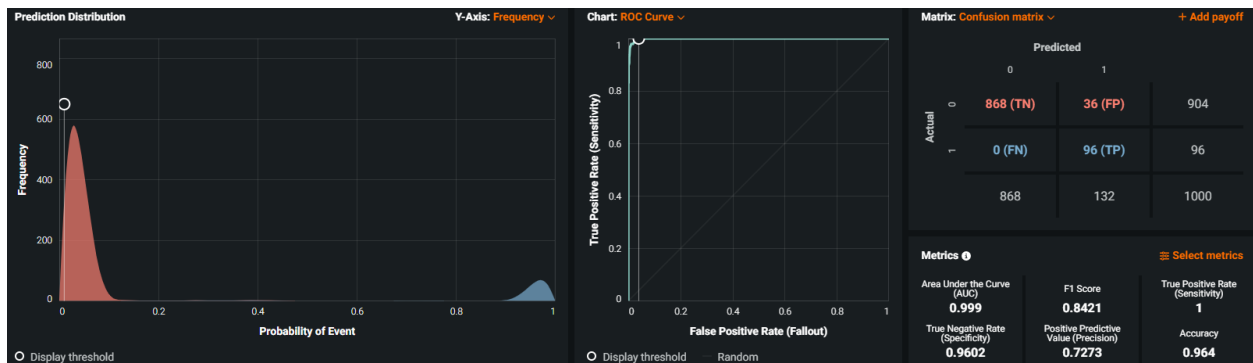 Prediction Distribution
Y-Axis: Frequency
Frequency
800
600
400
200
0
0 0.2 0.4 0.6 0.8 1
Probability of Event
Display threshold
Chart: ROC Curve
True Positive Rate (Sensitivity)
1
0.8
0.6
0.4
0.2
0
0 0.2 0.4 0.6 0.8 1
False Positive Rate (Fallout)
Display threshold Random
Matrix: Confusion matrix
+ Add payoff
Predicted
0 1
Actual
0 868 (TN) 36 (FP) 904
1 0 (FN) 96 (TP) 96
868 132 1000
Metrics
Select metrics
Area Under the Curve
(AUC)
0.999
F1 Score
0.8421
True Positive Rate
(Sensitivity)
1
True Negative Rate
(Specificity)
0.9602
Positive Predictive
Value (Precision)
0.7273
Accuracy
0.964